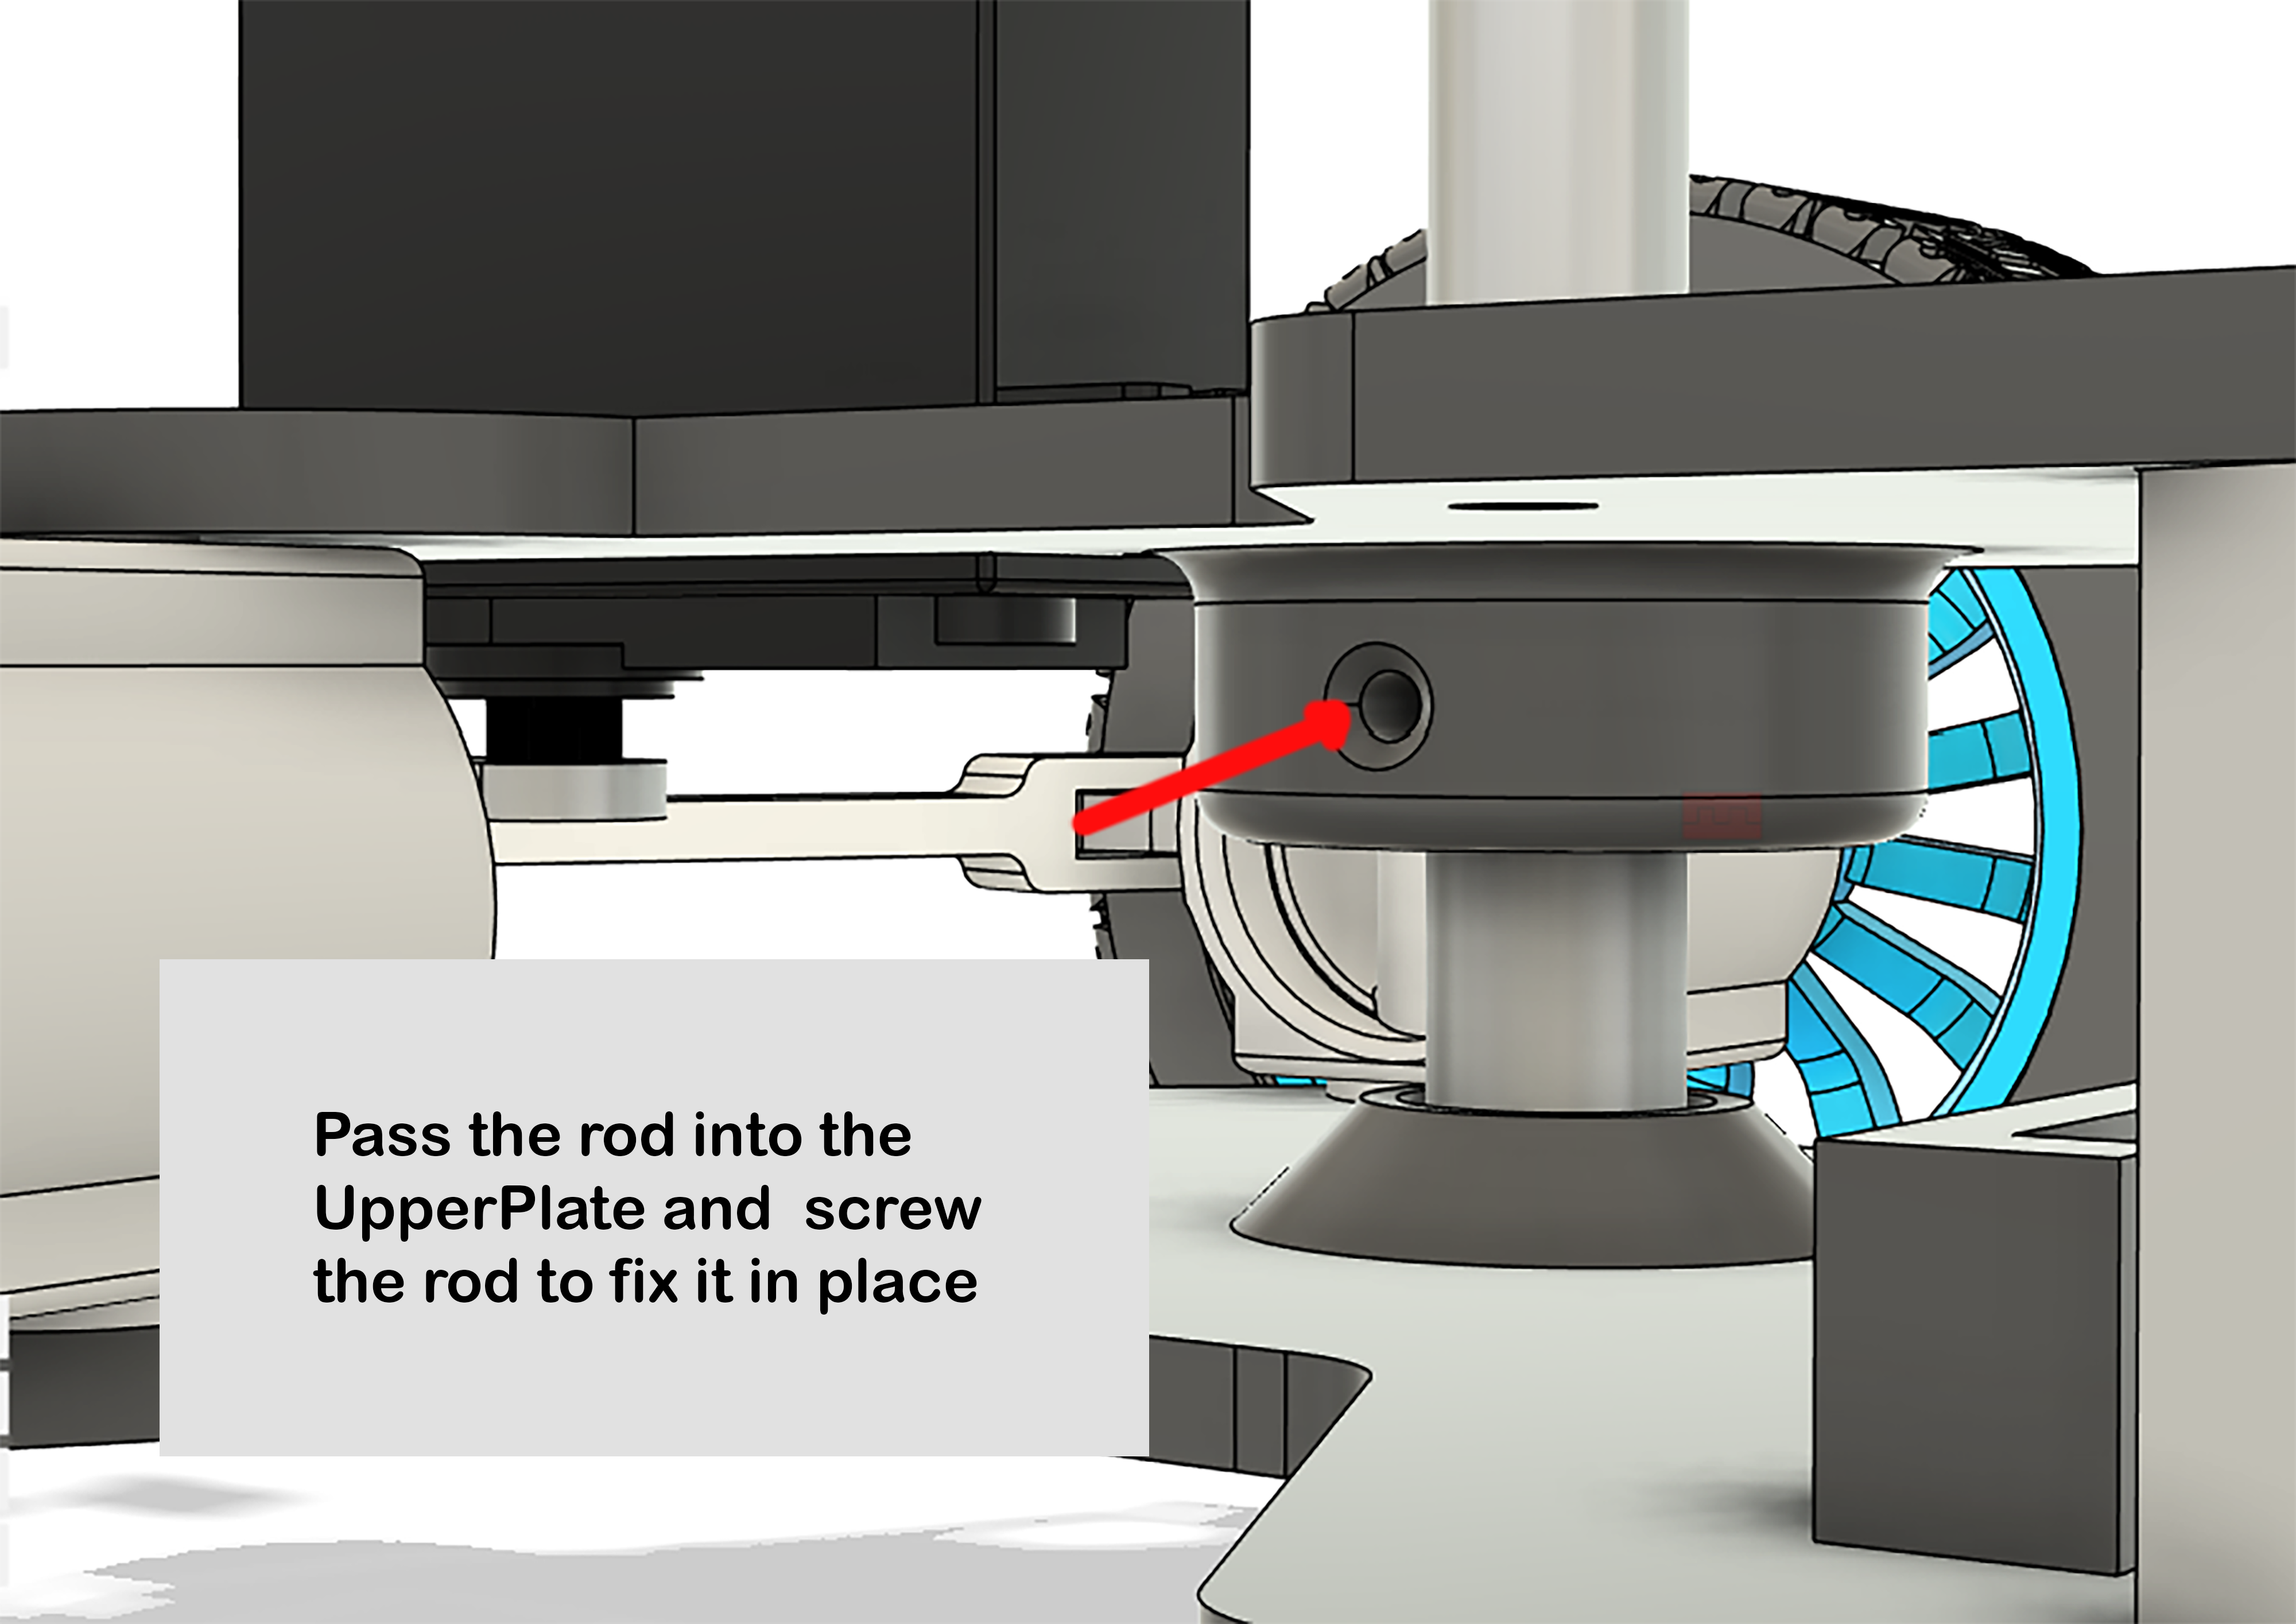 Pass the rod into the
UpperPlate and  screw
the rod to fix it in place